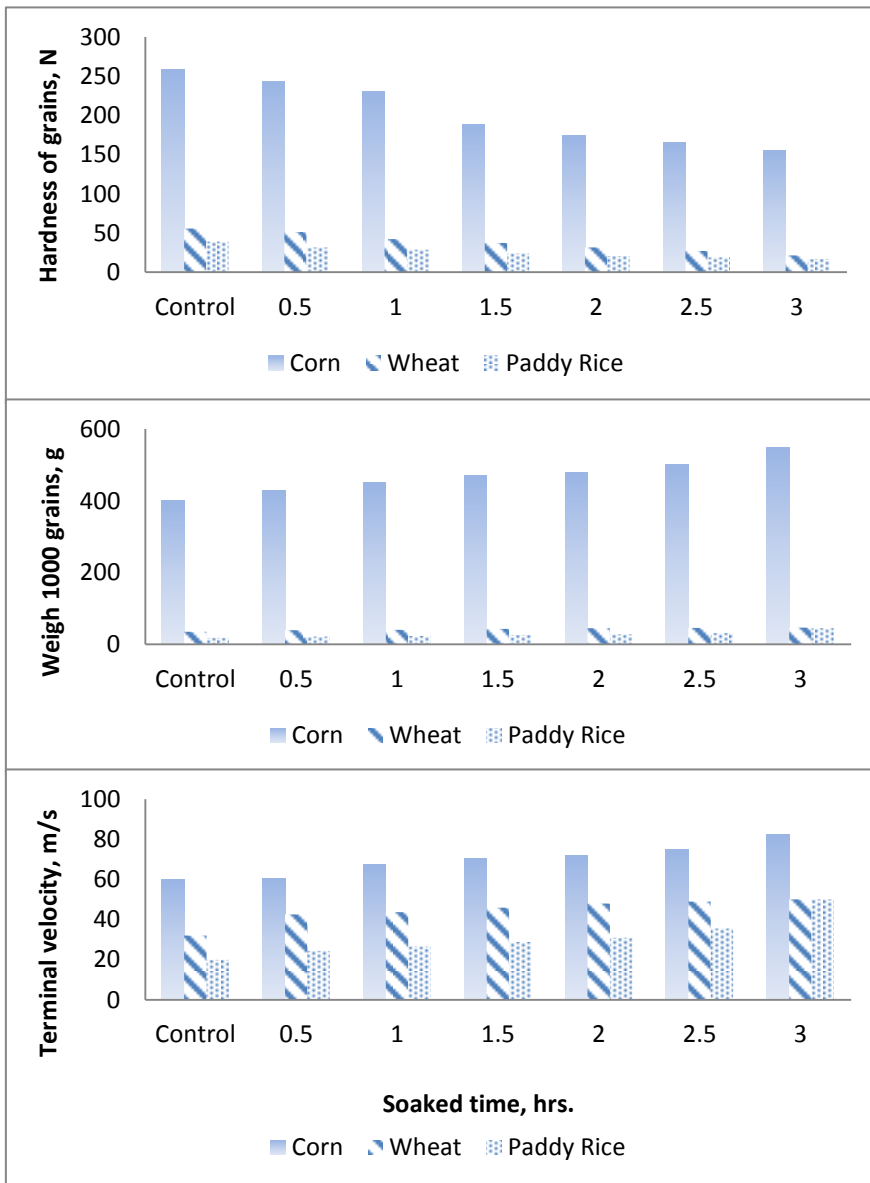 Hardness of grains, N
300
250
200
150
100
50
0
Control 0.5 1 1.5 2 2.5 3
Corn Wheat Paddy Rice
Weigh 1000 grains, g
600
400
200
0
Control 0.5 1 1.5 2 2.5 3
Corn Wheat Paddy Rice
Terminal velocity, m/s
100
80
60
40
20
0
Control 0.5 1 1.5 2 2.5 3
Soaked time, hrs.
Corn Wheat Paddy Rice